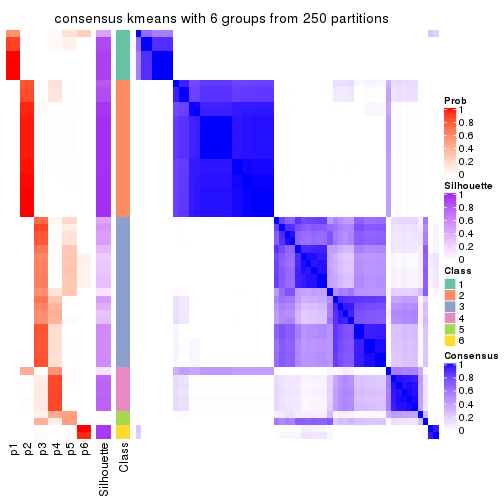 consensus kmeans with 6 groups from 250 partitions
Prob
1
0.8
0.6
0.4
0.2
0
Silhouette
1
0.8
0.6
0.4
0.2
0
Class
1
2
3
4
5
6
Consensus
1
0.8
0.6
0.4
0.2
0
p1
p2
p3
p4
p5
p6
Silhouette
Class